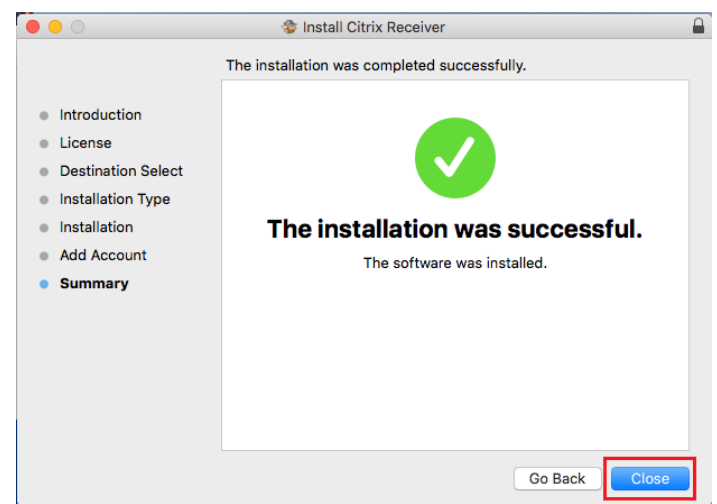 Install Citrix Receiver
The installation was completed successfully.
Introduction
License
Destination Select
Installation Type
Installation
Add Account
Summary
The installation was successful.
The software was installed.
Go Back
Close